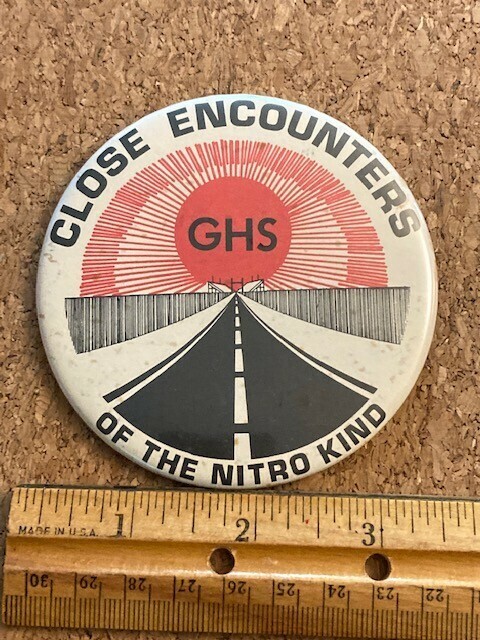 CLOSE ENCOUNTERS
GHS
OF THE NITRO KIND
MADE IN U.S.A. 1 2 3
30 29 28 27 26 25 24 23 22